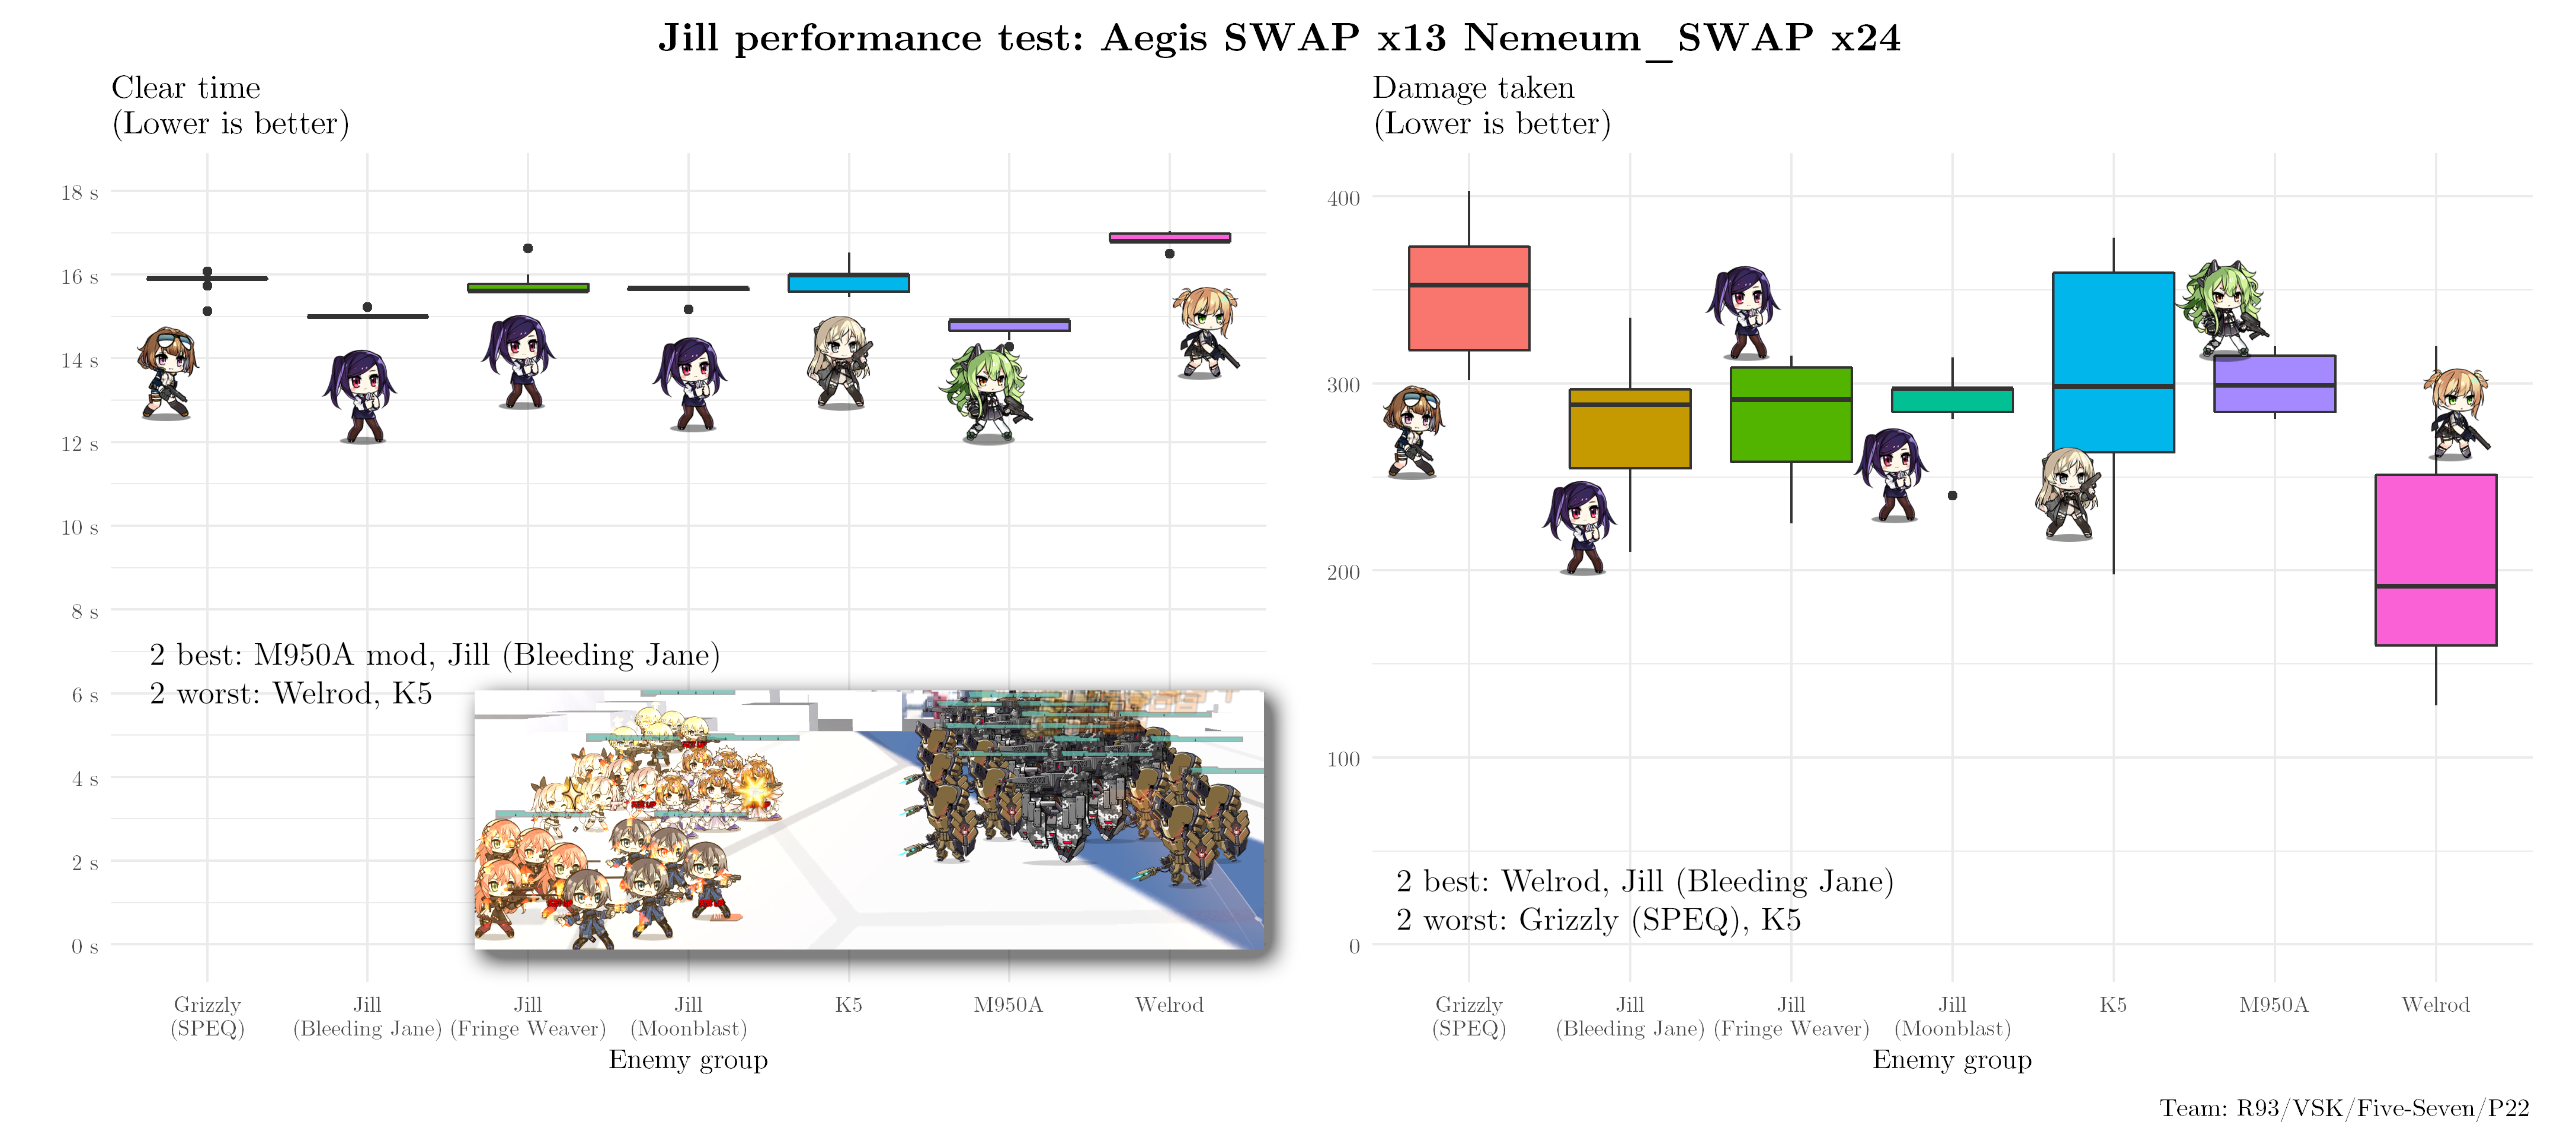 Jill performance test: Aegis SWAP x13 Nemeum_SWAP x24
Clear time
(Lower is better)
18 s
16 s
14 s
12 s
10 s
8 s
6 s
4 s
2 s
0 s
2 best: M950A mod, Jill (Bleeding Jane)
2 worst: Welrod, K5
Grizzly
(SPEQ)
Jill
(Bleeding Jane)
Jill
(Fringe Weaver)
Jill
(Moonblast)
K5
M950A
Welrod
Enemy group
Damage taken
(Lower is better)
400
300
200
100
0
2 best: Welrod, Jill (Bleeding Jane)
2 worst: Grizzly (SPEQ), K5
Grizzly
(SPEQ)
Jill
(Bleeding Jane)
Jill
(Fringe Weaver)
Jill
(Moonblast)
K5
M950A
Welrod
Enemy group
Team: R93/VSK/Five-Seven/P22